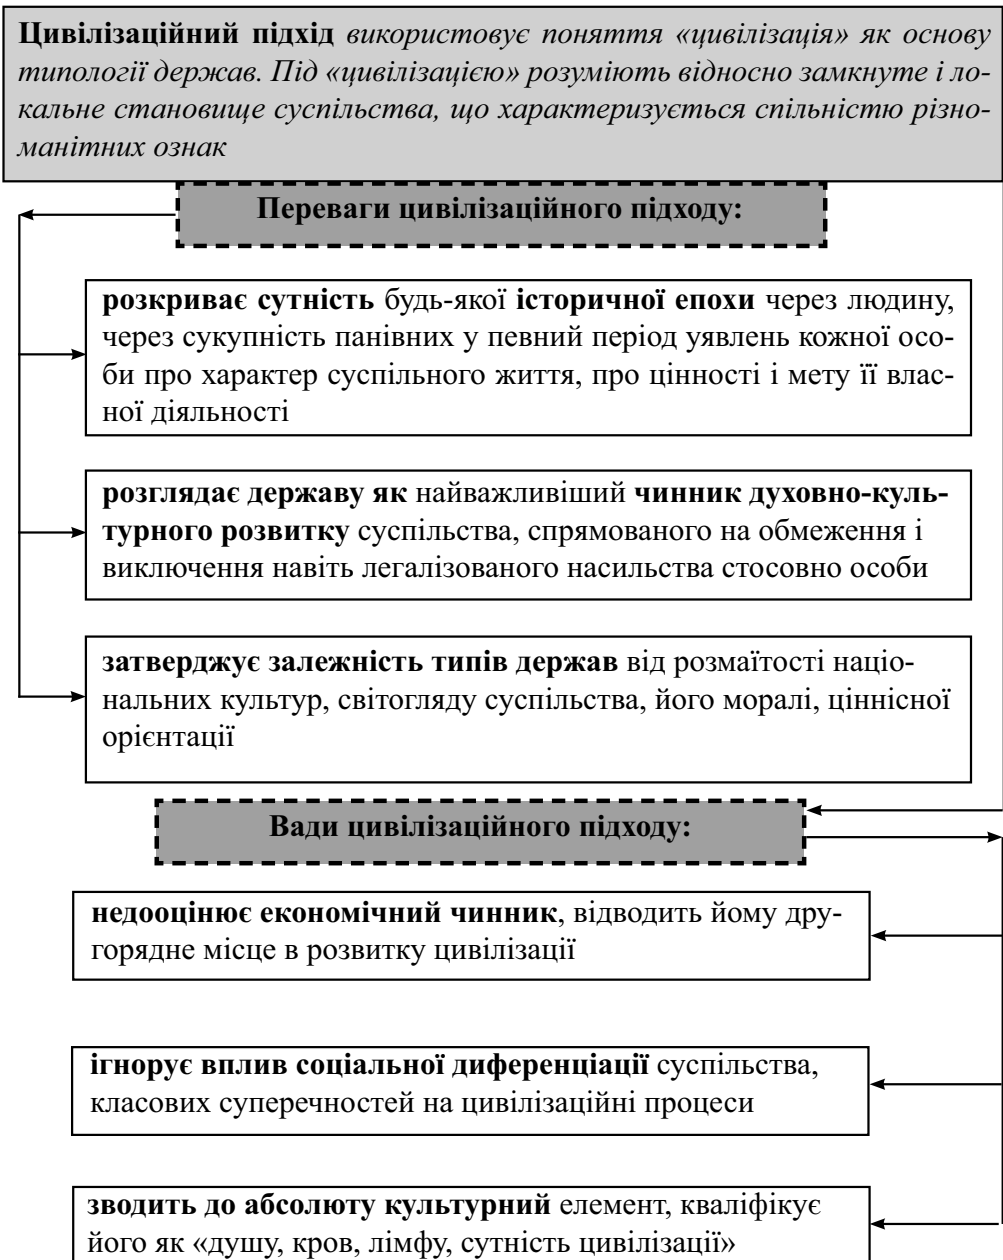 Цивілізаційний підхід використовує поняття «цивілізація» як основу
типології держав. Під «цивілізацією» розуміють відносно замкнуте і ло-
кальне становище суспільства, що характеризується спільністю різно-
манітних ознак
Переваги цивілізаційного підходу:
розкриває сутність будь-якої історичної епохи через людину,
через сукупність панівних у певний період уявлень кожної осо-
би про характер суспільного життя, про цінності і мету її влас-
ної діяльності
розглядає державу як найважливіший чинник духовно-куль-
турного розвитку суспільства, спрямованого на обмеження і
виключення навіть легалізованого насильства стосовно особи
затверджує залежність типів держав від розмаїтості націо-
нальних культур, світогляду суспільства, його моралі, ціннісної
орієнтації
Вади цивілізаційного підходу:
недооцінює економічний чинник, відводить йому дру-
горядне місце в розвитку цивілізації
ігнорує вплив соціальної диференціації суспільства,
класових суперечностей на цивілізаційні процеси
зводить до абсолюту культурний елемент, кваліфікує
його як «душу, кров, лімфу, сутність цивілізації»